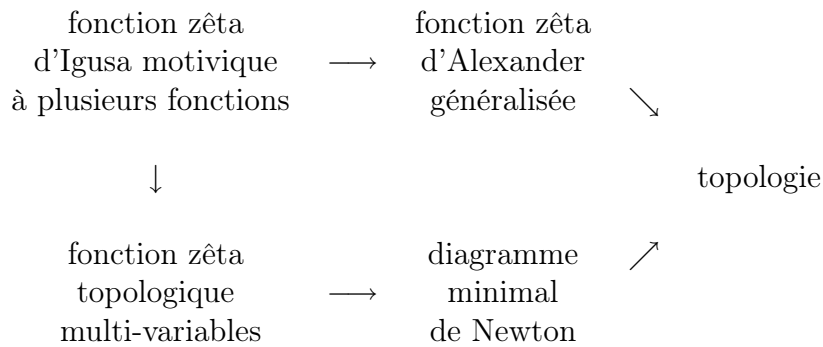 fonction zêta
d'Igusa motivique
à plusieurs fonctions
⟶
fonction zêta
d'Alexander
généralisée
↘
↓
topologie
fonction zêta
topologique
multi-variables
⟶
diagramme
minimal
de Newton
↗